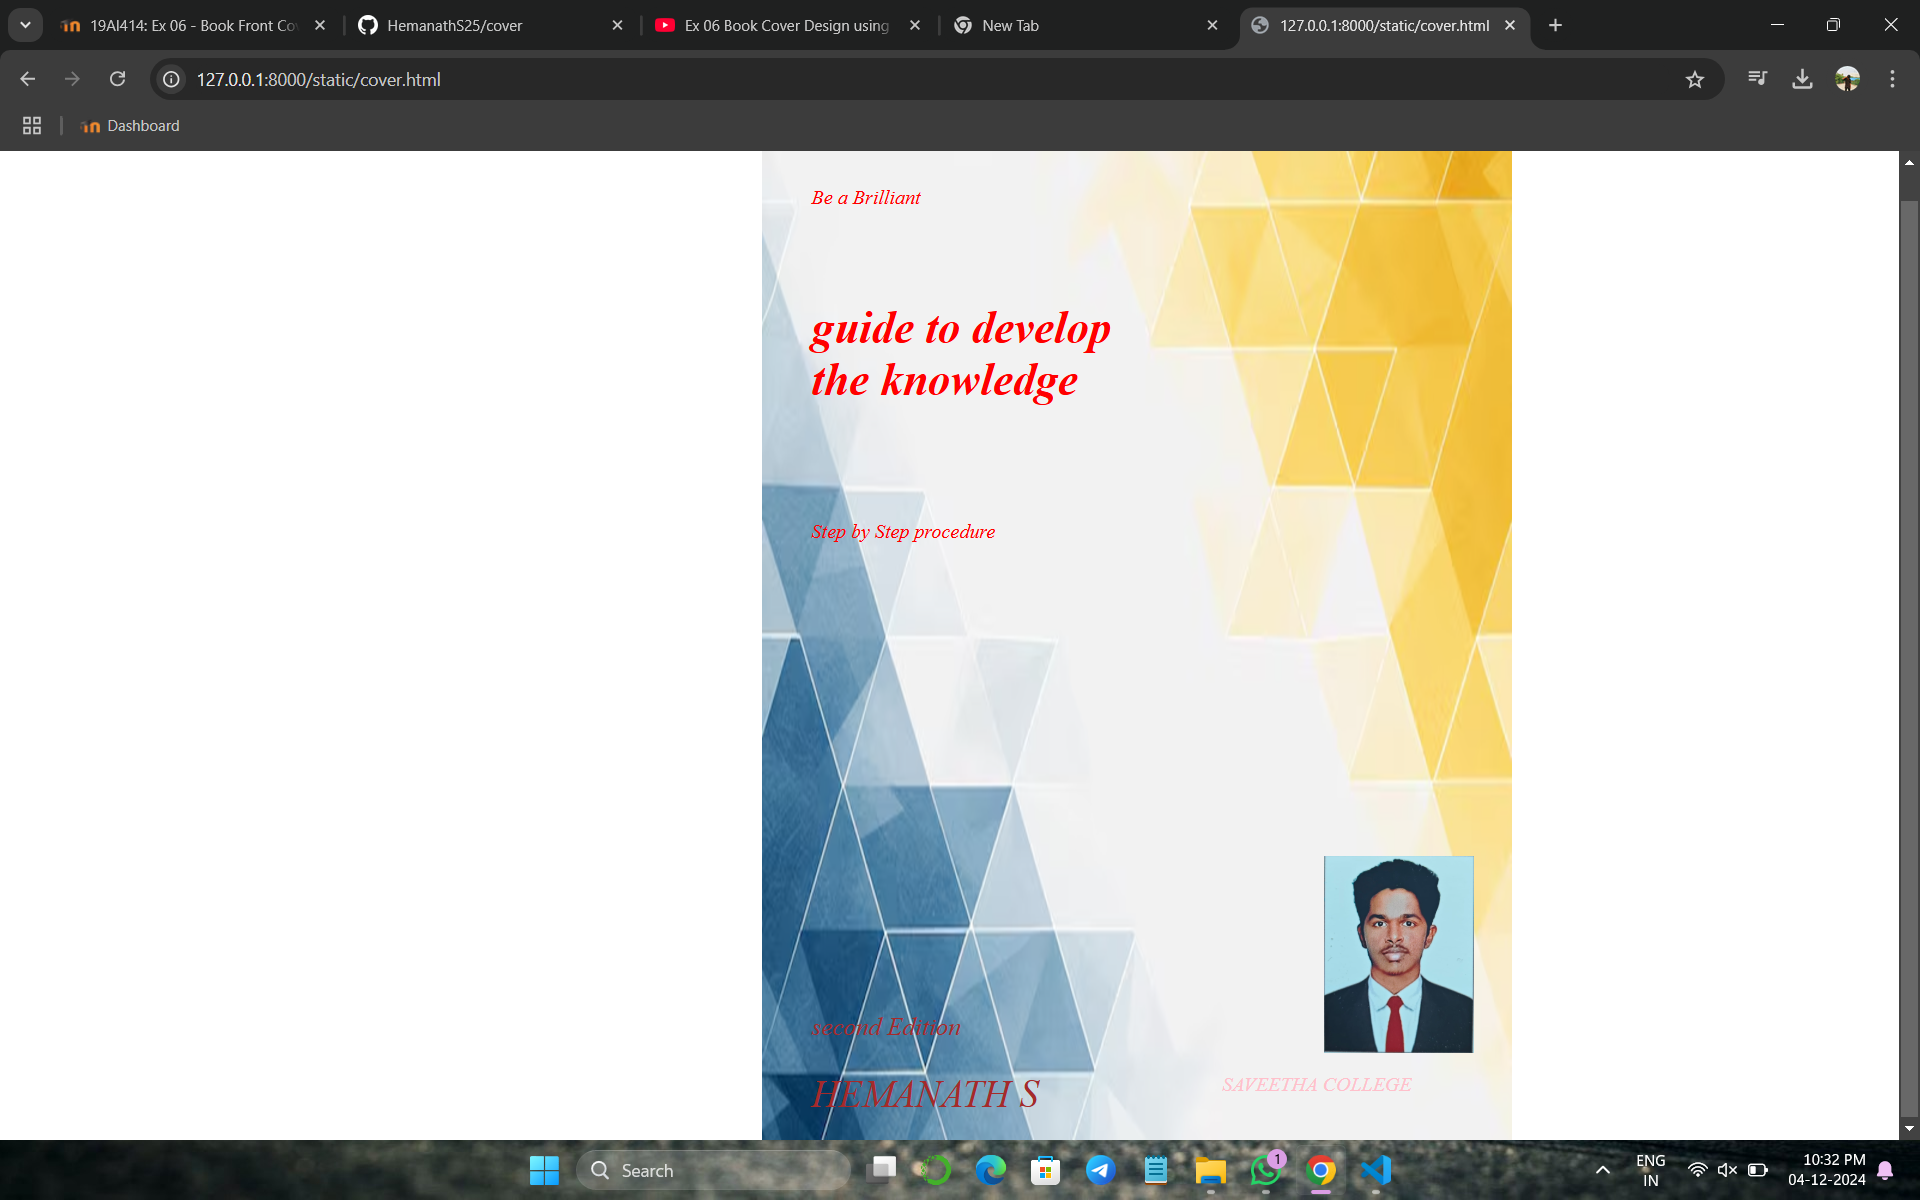 19AI414: Ex 06 - Book Front Co
HemanathS25/cover
Ex 06 Book Cover Design using
New Tab
127.0.0.1:8000/static/cover.html
127.0.0.1:8000/static/cover.html
Dashboard
Be a Brilliant
guide to develop
the knowledge
Step by Step procedure
second Edition
HEMANATH S
SAVEETHA COLLEGE
Search
1
ENG
IN
10:32 PM
04-12-2024